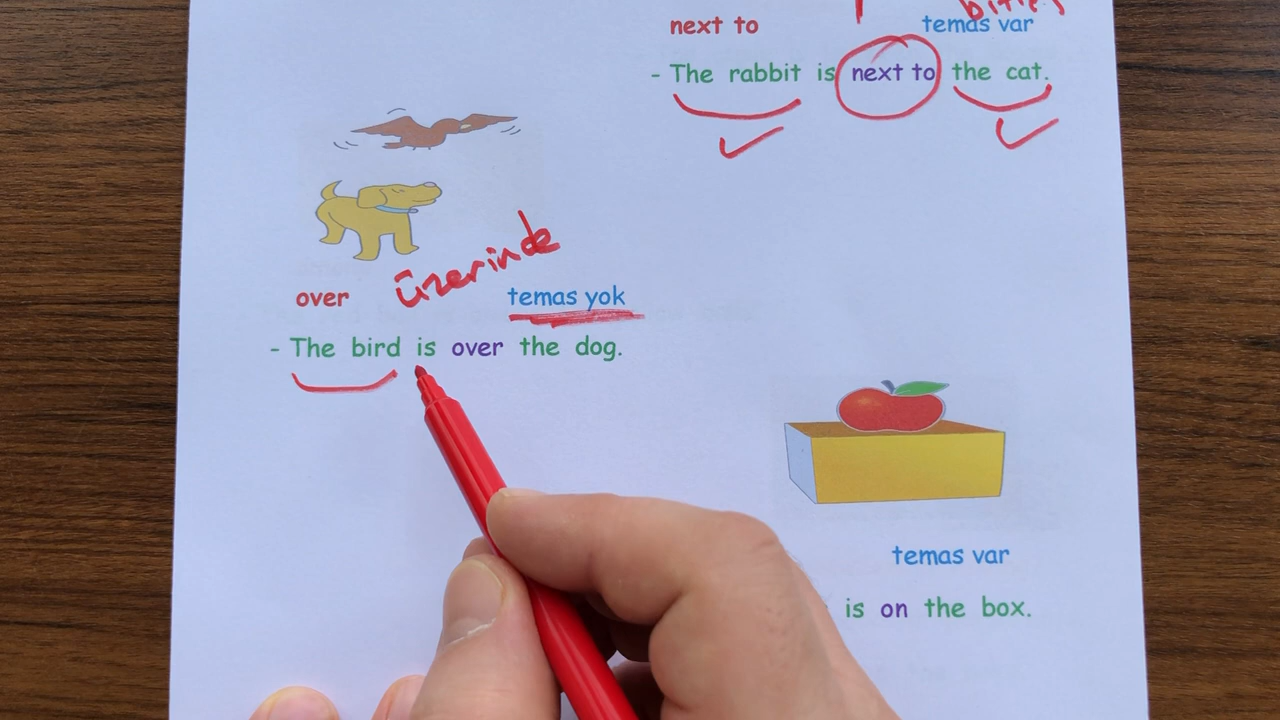 next to temas var
- The rabbit is next to the cat.
üzerinde
over temas yok
- The bird is over the dog.
temas var
is on the box.